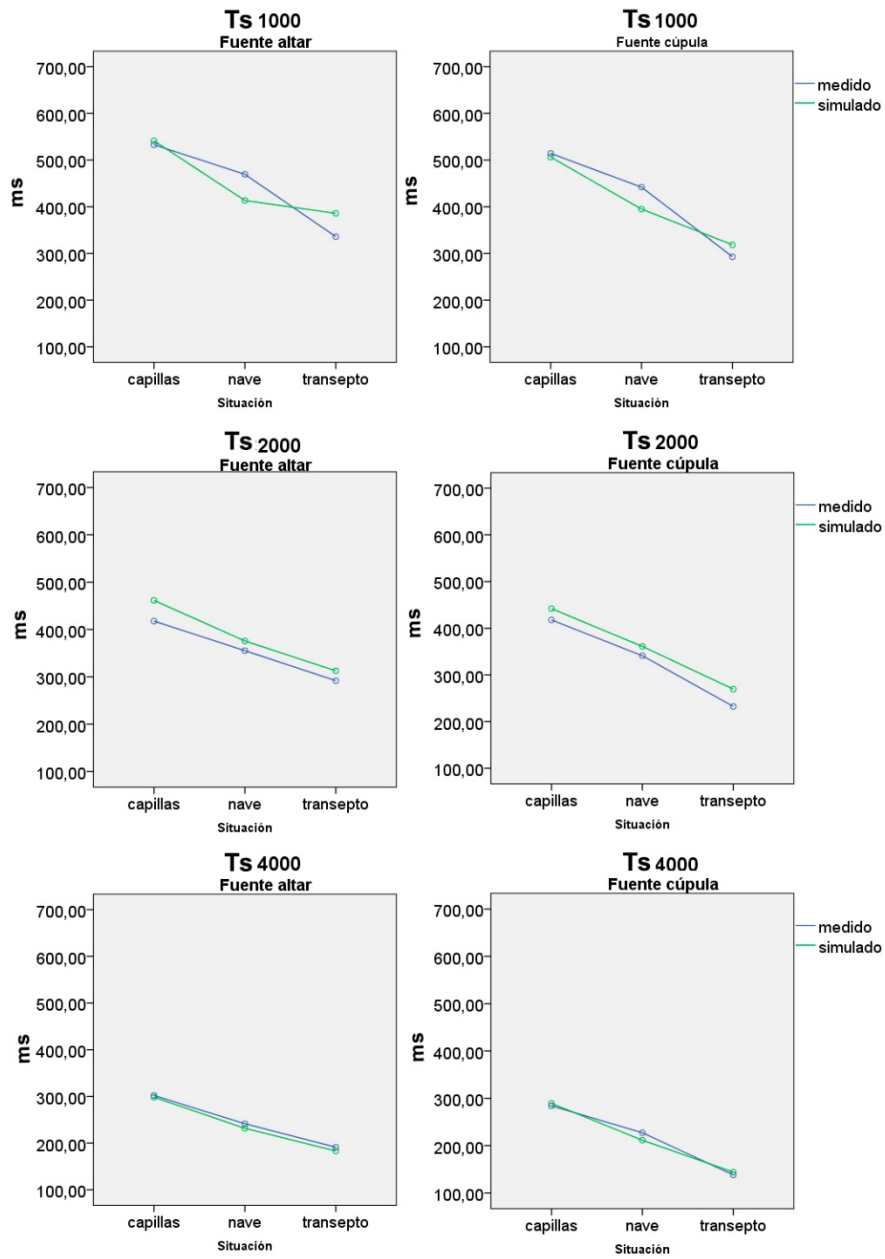 Ts 1000
Fuente altar
700,00
600,00
500,00
400,00
300,00
200,00
100,00
ms
capillas nave transepto
Situación
Ts 1000
Fuente cúpula
700,00
600,00
500,00
400,00
300,00
200,00
100,00
ms
capillas nave transepto
Situación
medido
simulado
Ts 2000
Fuente altar
700,00
600,00
500,00
400,00
300,00
200,00
100,00
ms
capillas nave transepto
Situación
Ts 2000
Fuente cúpula
700,00
600,00
500,00
400,00
300,00
200,00
100,00
ms
capillas nave transepto
Situación
medido
simulado
Ts 4000
Fuente altar
700,00
600,00
500,00
400,00
300,00
200,00
100,00
ms
capillas nave transepto
Situación
Ts 4000
Fuente cúpula
700,00
600,00
500,00
400,00
300,00
200,00
100,00
ms
capillas nave transepto
Situación
medido
simulado